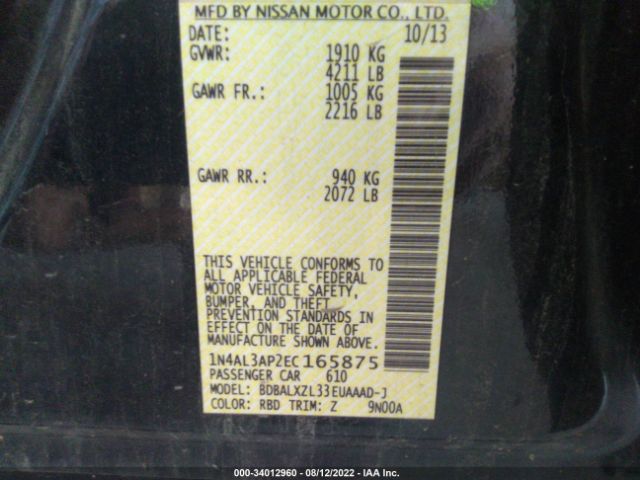 MFD BY NISSAN MOTOR CO., LTD.
DATE: 10/13
GVWR: 1910 KG
4211 LB
GAWR FR.: 1005 KG
2216 LB
GAWR RR.: 940 KG
2072 LB
THIS VEHICLE CONFORMS TO
ALL APPLICABLE FEDERAL
MOTOR VEHICLE SAFETY,
BUMPER, AND THEFT
PREVENTION STANDARDS IN
EFFECT ON THE DATE OF
MANUFACTURE SHOWN ABOVE.
1N4AL3AP2EC165875
PASSENGER CAR 610
MODEL: BDBALXZL33EUAAAD-J
COLOR: RBD TRIM: Z 9N00A
000-34012960 - 08/12/2022 - IAA Inc.